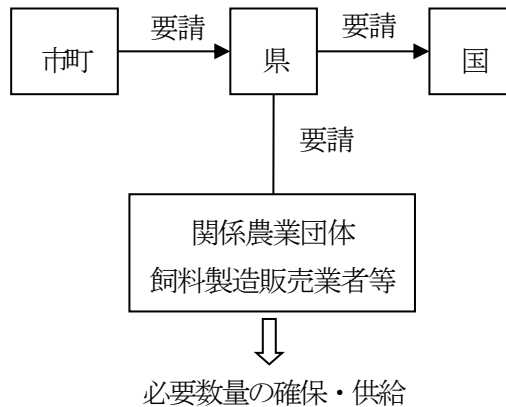 要請
要請
市町
県
国
要請
関係農業団体
飼料製造販売業者等
必要数量の確保・供給